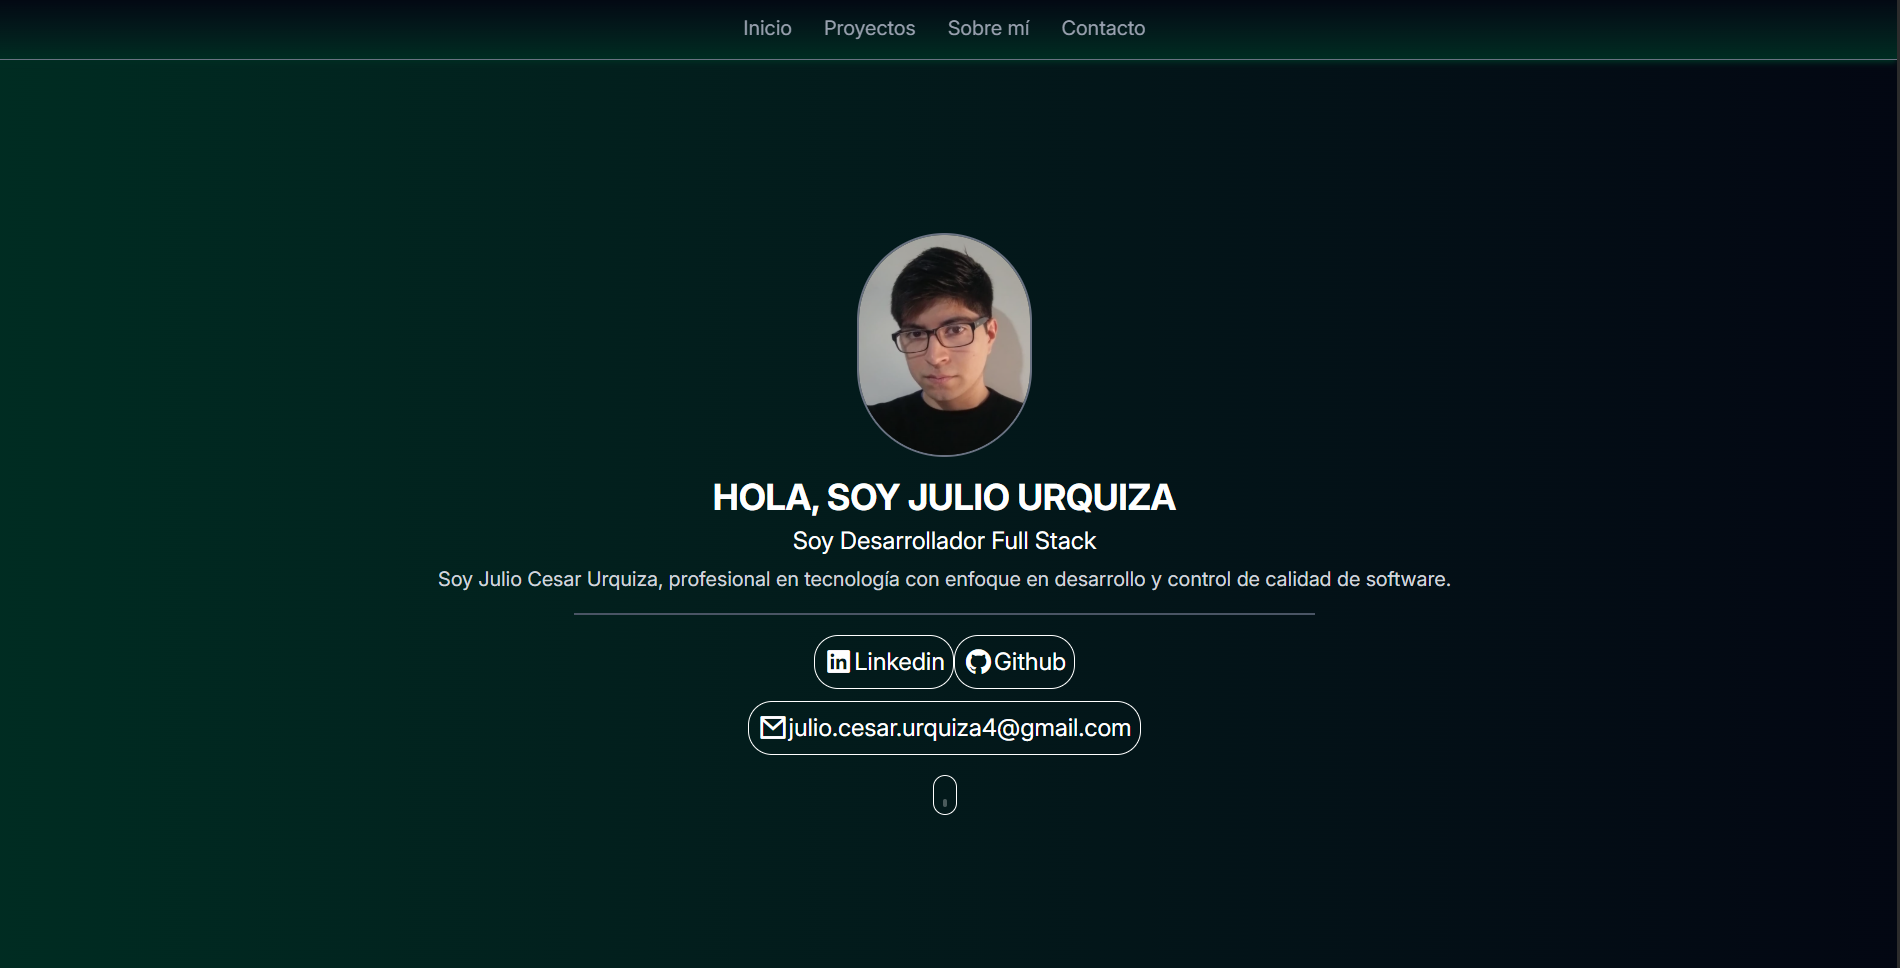 Inicio Proyectos Sobre mí Contacto
HOLA, SOY JULIO URQUIZA
Soy Desarrollador Full Stack
Soy Julio Cesar Urquiza, profesional en tecnología con enfoque en desarrollo y control de calidad de software.
Linkedin Github
julio.cesar.urquiza4@gmail.com